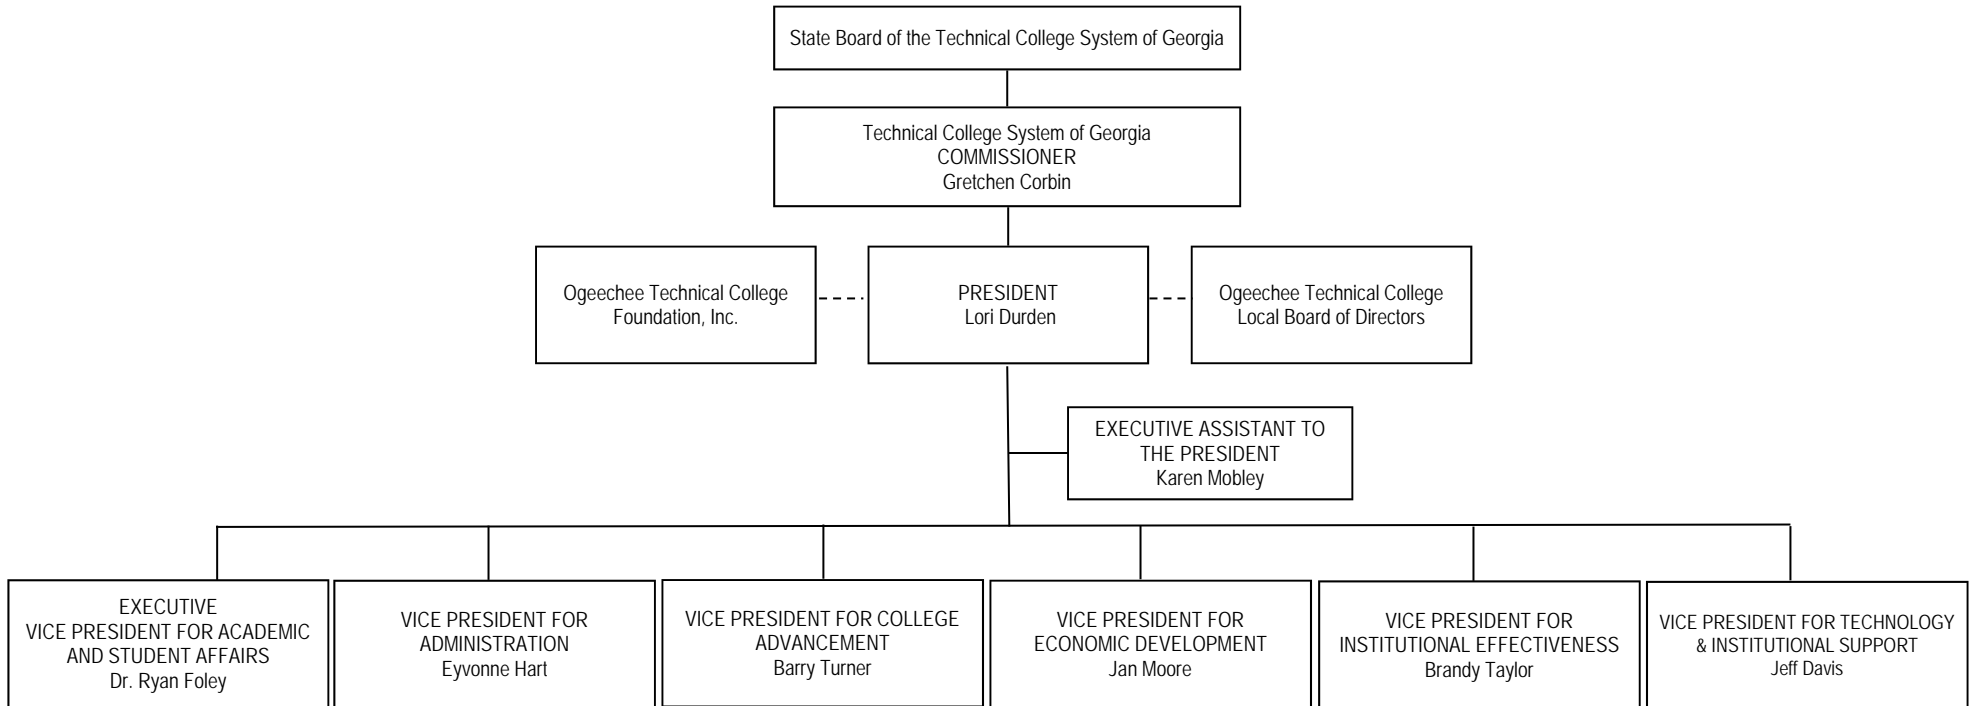 State Board of the Technical College System of Georgia
Technical College System of Georgia
COMMISSIONER
Gretchen Corbin
Ogeechee Technical College
Foundation, Inc.
PRESIDENT
Lori Durden
Ogeechee Technical College
Local Board of Directors
EXECUTIVE ASSISTANT TO
THE PRESIDENT
Karen Mobley
EXECUTIVE
VICE PRESIDENT FOR ACADEMIC
AND STUDENT AFFAIRS
Dr. Ryan Foley
VICE PRESIDENT FOR
ADMINISTRATION
Eyvonne Hart
VICE PRESIDENT FOR COLLEGE
ADVANCEMENT
Barry Turner
VICE PRESIDENT FOR
ECONOMIC DEVELOPMENT
Jan Moore
VICE PRESIDENT FOR
INSTITUTIONAL EFFECTIVENESS
Brandy Taylor
VICE PRESIDENT FOR TECHNOLOGY
& INSTITUTIONAL SUPPORT
Jeff Davis